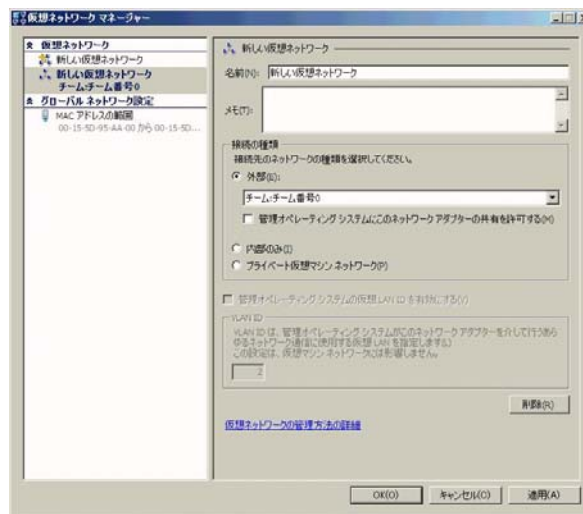 仮想ネットワーク マネージャー
仮想ネットワーク
新しい仮想ネットワーク
新しい仮想ネットワーク
チーム:チーム番号0
グローバル ネットワーク設定
MAC アドレスの範囲
00-15-5D-95-AA-00 から 00-15-5D...
新しい仮想ネットワーク
名前(N):
新しい仮想ネットワーク
メモ(T):
接続の種類
接続先のネットワークの種類を選択してください。
外部(E):
チーム:チーム番号0
管理オペレーティング システムにこのネットワーク アダプターの共有を許可する(M)
内部のみ(I)
プライベート仮想マシン ネットワーク(P)
管理オペレーティング システムの仮想 LAN ID を有効にする(V)
VLAN ID
VLAN ID は、管理オペレーティング システムがこのネットワーク アダプターを介して行うあら
ゆるネットワーク通信に使用する仮想 LAN を指定します(L)
この設定は、仮想マシン ネットワークには影響しません。
2
削除(R)
仮想ネットワークの管理方法の詳細
OK(O)
キャンセル(C)
適用(A)